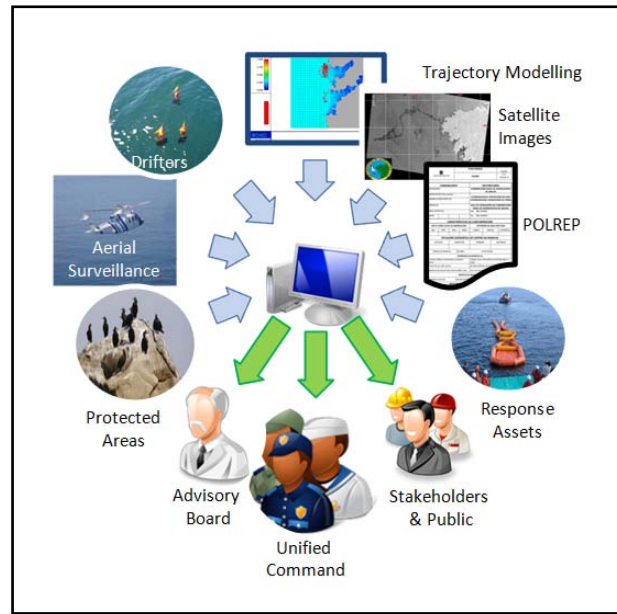 Trajectory Modelling
Satellite
Images
Drifters
POLREP
Aerial
Surveillance
Protected
Areas
Response
Assets
Advisory
Board
Stakeholders
& Public
Unified
Command